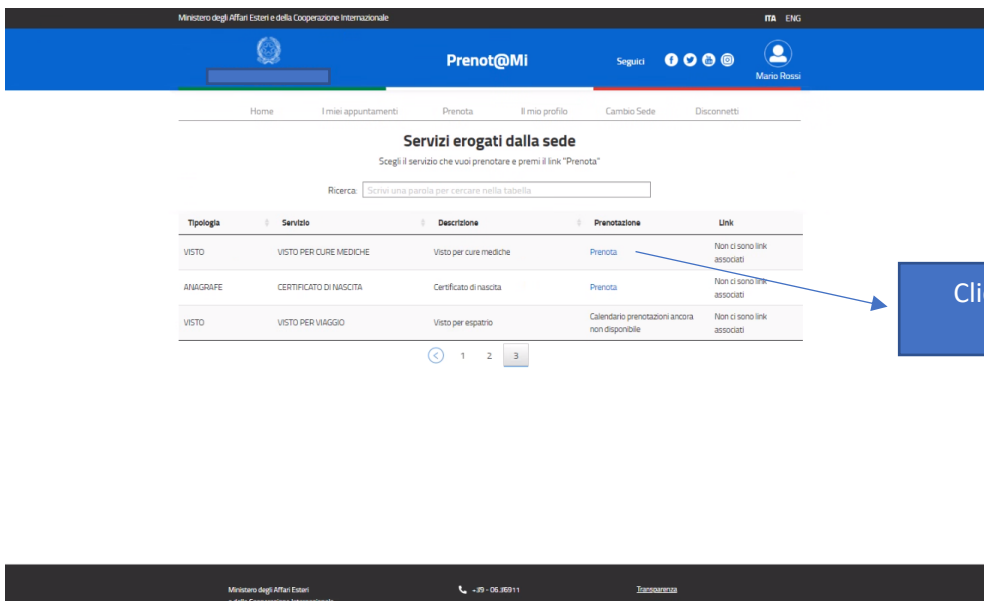 Ministero degli Affari Esteri e della Cooperazione Internazionale
ITA ENG
Prenot@Mi
Seguici
Mario Rossi
Home I miei appuntamenti Prenota Il mio profilo Cambio Sede Disconnetti
Servizi erogati dalla sede
Scegli il servizio che vuoi prenotare e premi il link "Prenota"
Ricerca: Scrivi una parola per cercare nella tabella
Tipologia Servizio Descrizione Prenotazione Link
VISTO VISTO PER CURE MEDICHE Visto per cure mediche Prenota Non ci sono link
associati
ANAGRAFE CERTIFICATO DI NASCITA Certificato di nascita Prenota Non ci sono link
associati
VISTO VISTO PER VIAGGIO Visto per espatrio Calendario prenotazioni ancora
non disponibile
Non ci sono link
associati
1 2 3
Ministero degli Affari Esteri
e della Cooperazione Internazionale
Transparenza